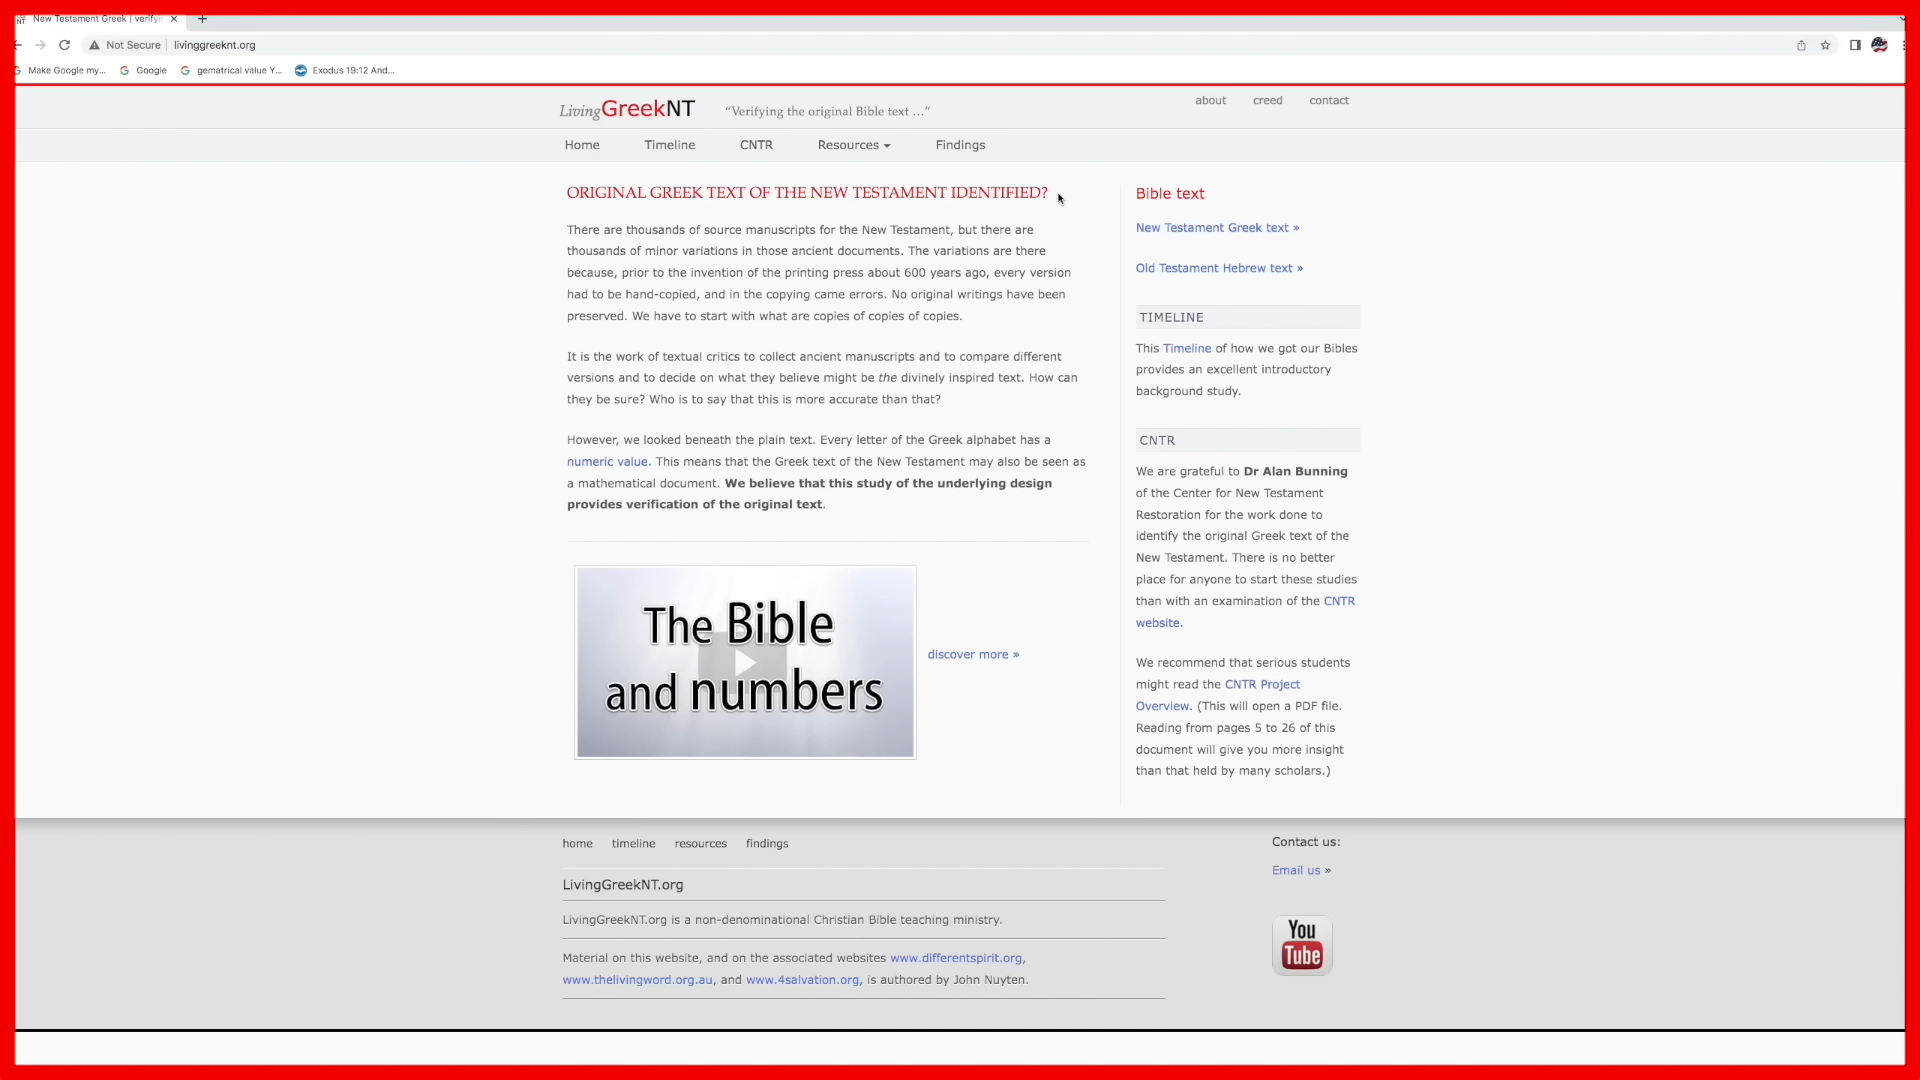 New Testament Greek | verifyi
Not Secure | livinggreeknt.org
Make Google my... Google gematrical value Y... Exodus 19:12 And...
LivingGreekNT "Verifying the original Bible text ..." about creed contact
Home Timeline CNTR Resources Findings
ORIGINAL GREEK TEXT OF THE NEW TESTAMENT IDENTIFIED?
There are thousands of source manuscripts for the New Testament, but there are
thousands of minor variations in those ancient documents. The variations are there
because, prior to the invention of the printing press about 600 years ago, every version
had to be hand-copied, and in the copying came errors. No original writings have been
preserved. We have to start with what are copies of copies of copies.
It is the work of textual critics to collect ancient manuscripts and to compare different
versions and to decide on what they believe might be the divinely inspired text. How can
they be sure? Who is to say that this is more accurate than that?
However, we looked beneath the plain text. Every letter of the Greek alphabet has a
numeric value. This means that the Greek text of the New Testament may also be seen as
a mathematical document. We believe that this study of the underlying design
provides verification of the original text.
The Bible
and numbers
discover more »
Bible text
New Testament Greek text »
Old Testament Hebrew text »
TIMELINE
This Timeline of how we got our Bibles
provides an excellent introductory
background study.
CNTR
We are grateful to Dr Alan Bunning
of the Center for New Testament
Restoration for the work done to
identify the original Greek text of the
New Testament. There is no better
place for anyone to start these studies
than with an examination of the CNTR
website.
We recommend that serious students
might read the CNTR Project
Overview. (This will open a PDF file.
Reading from pages 5 to 26 of this
document will give you more insight
than that held by many scholars.)
home timeline resources findings
LivingGreekNT.org
LivingGreekNT.org is a non-denominational Christian Bible teaching ministry.
Material on this website, and on the associated websites www.differentspirit.org,
www.thelivingword.org.au, and www.4salvation.org, is authored by John Nuyten.
Contact us:
Email us »
You
Tube